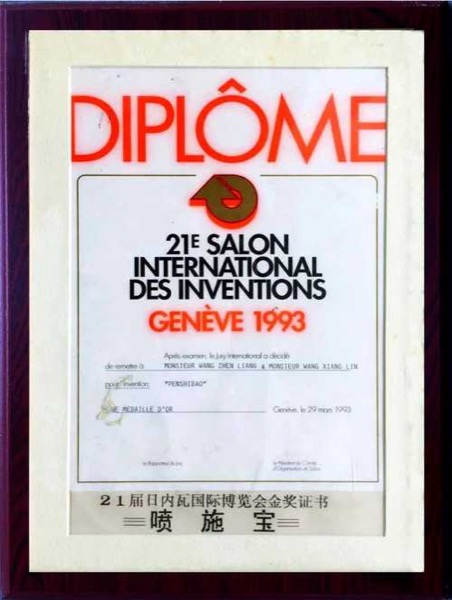 DIPLÔME
21E SALON
INTERNATIONAL
DES INVENTIONS
GENÈVE 1993
Après examen, le Jury International a décidé
de remettre à: MONSIEUR WANG ZHEN LIANG & MONSIEUR WANG XIANG LIN
pour invention: "PENSHIBAO"
UNE MEDAILLE D'OR Genève, le 29 mars 1993
21届日内瓦国际博览会金奖证书
喷施宝